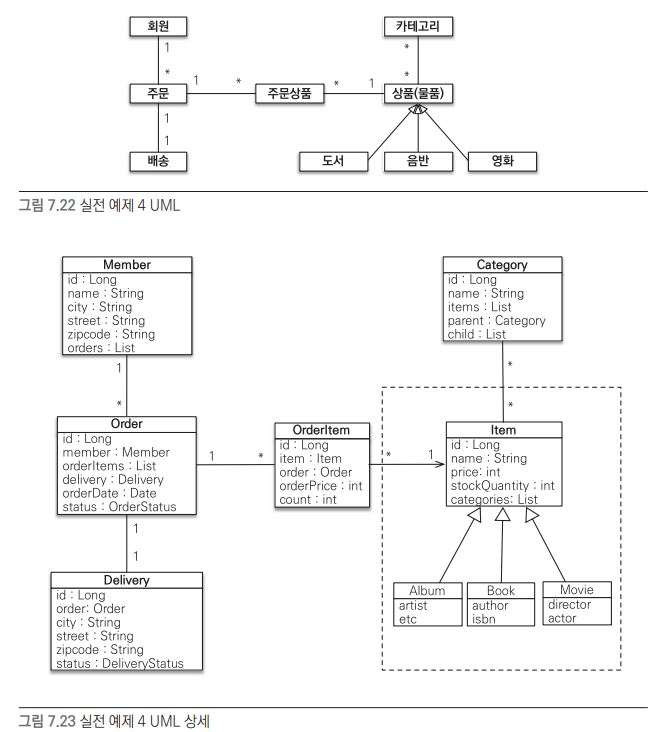 회원
카테고리
1
*
*
*
주문
1
*
주문상품
*
1
상품(물품)
1
1
배송
도서
음반
영화
그림 7.22 실전 예제 4 UML
Member
id : Long
name : String
city : String
street : String
zipcode : String
orders : List
Category
id : Long
name : String
items : List
parent : Category
child : List
1
*
*
*
Order
id : Long
member : Member
orderItems : List
delivery : Delivery
orderDate : Date
status : OrderStatus
1
*
OrderItem
id : Long
item : Item
order : Order
orderPrice : int
count : int
*
1
Item
id : Long
name : String
price: int
stockQuantity : int
categories: List
1
1
Delivery
id : Long
order: Order
city : String
street : String
zipcode : String
status : DeliveryStatus
Album
artist
etc
Book
author
isbn
Movie
director
actor
그림 7.23 실전 예제 4 UML 상세